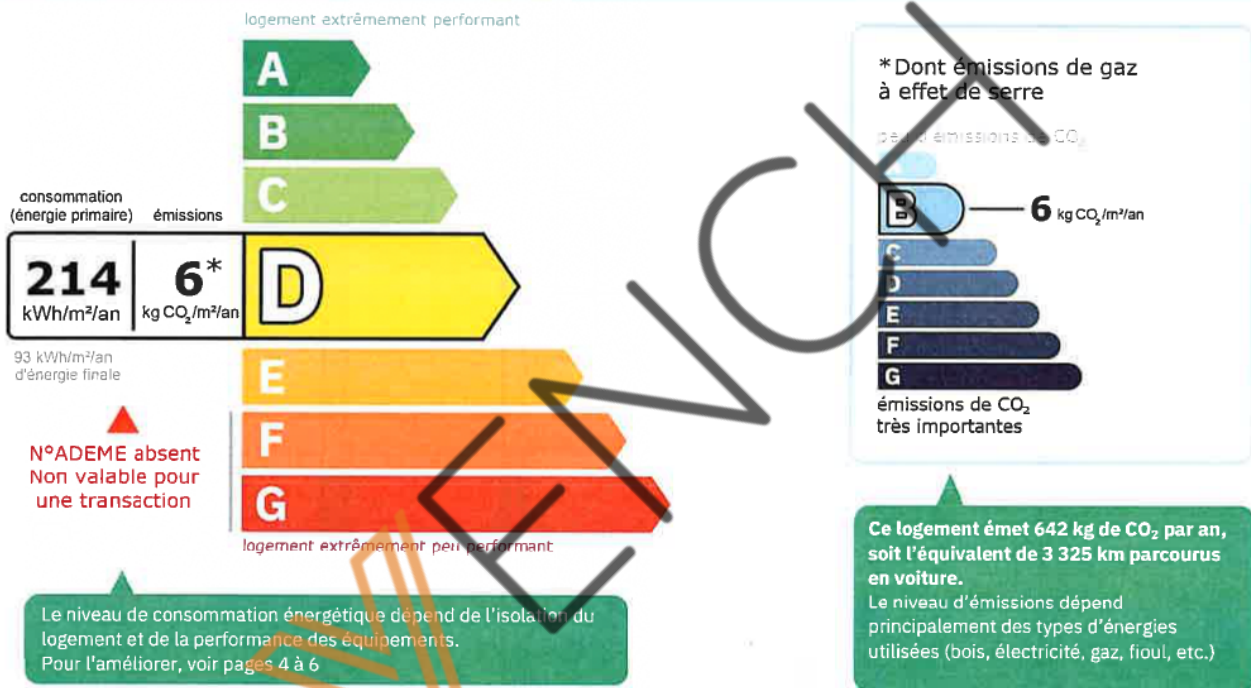 logement extrêmement performant
A
B
C
consommation
(énergie primaire)
émissions
214
kWh/m²/an
6*
kg CO₂/m²/an
D
93 kWh/m²/an
d'énergie finale
E
F
G
N°ADEME absent
Non valable pour
une transaction
logement extrêmement peu performant
Le niveau de consommation énergétique dépend de l'isolation du
logement et de la performance des équipements.
Pour l'améliorer, voir pages 4 à 6
*Dont émissions de gaz
à effet de serre
peu d'émissions de CO₂
B
6 kg CO₂/m²/an
C
D
E
F
G
émissions de CO₂
très importantes
Ce logement émet 642 kg de CO₂ par an,
soit l'équivalent de 3 325 km parcourus
en voiture.
Le niveau d'émissions dépend
principalement des types d'énergies
utilisées (bois, électricité, gaz, fioul, etc.)